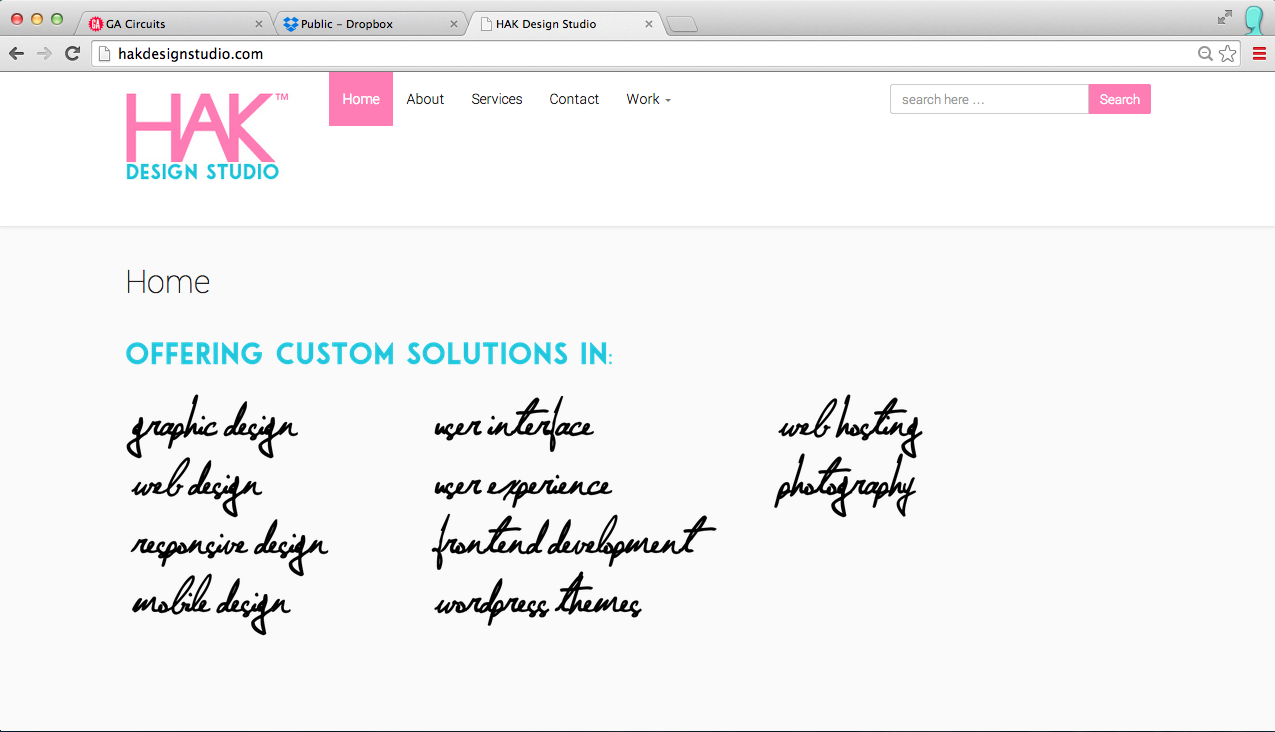 GA Circuits
Public – Dropbox
HAK Design Studio
hakdesignstudio.com
HAK™
DESIGN STUDIO
Home
About
Services
Contact
Work
search here ...
Search
Home
OFFERING CUSTOM SOLUTIONS IN:
graphic design
web design
responsive design
mobile design
user interface
user experience
frontend development
wordpress themes
web hosting
photography